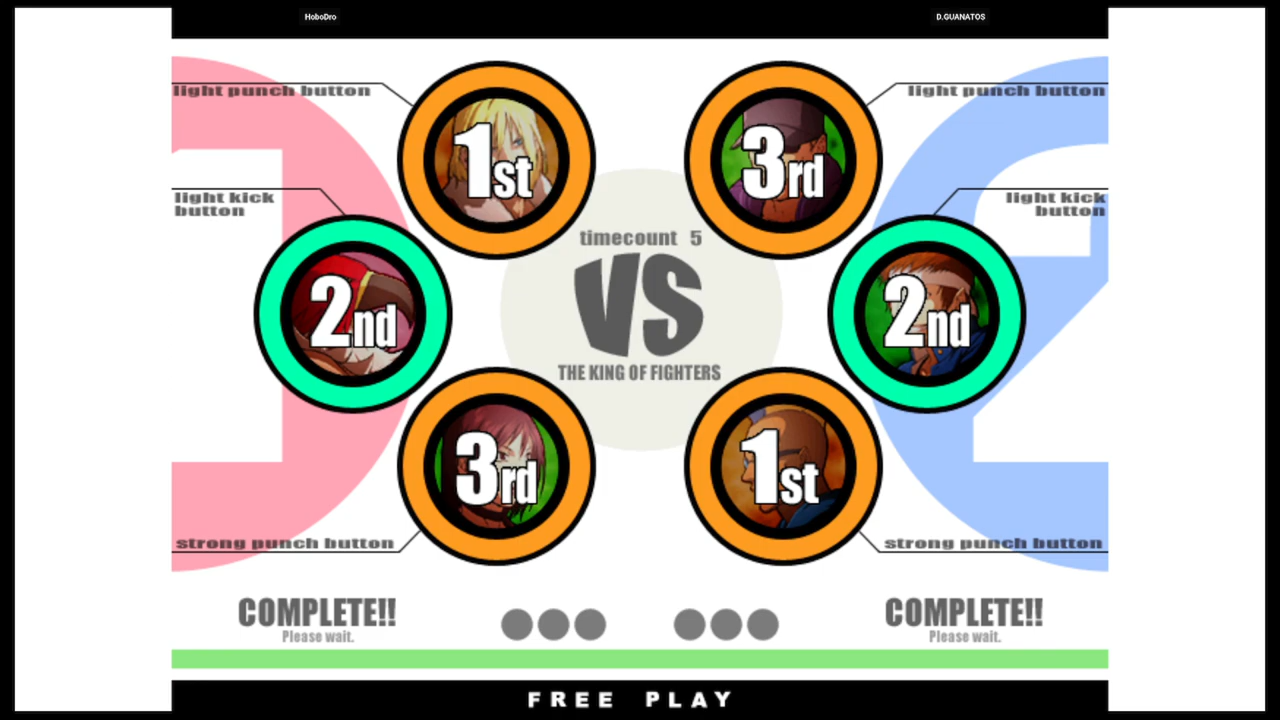 HoboDro
D.GUANATOS
light punch button
light punch button
1st
3rd
light kick
button
light kick
button
timecount 5
VS
THE KING OF FIGHTERS
2nd
2nd
3rd
1st
strong punch button
strong punch button
COMPLETE!!
Please wait.
COMPLETE!!
Please wait.
FREE PLAY
1
2